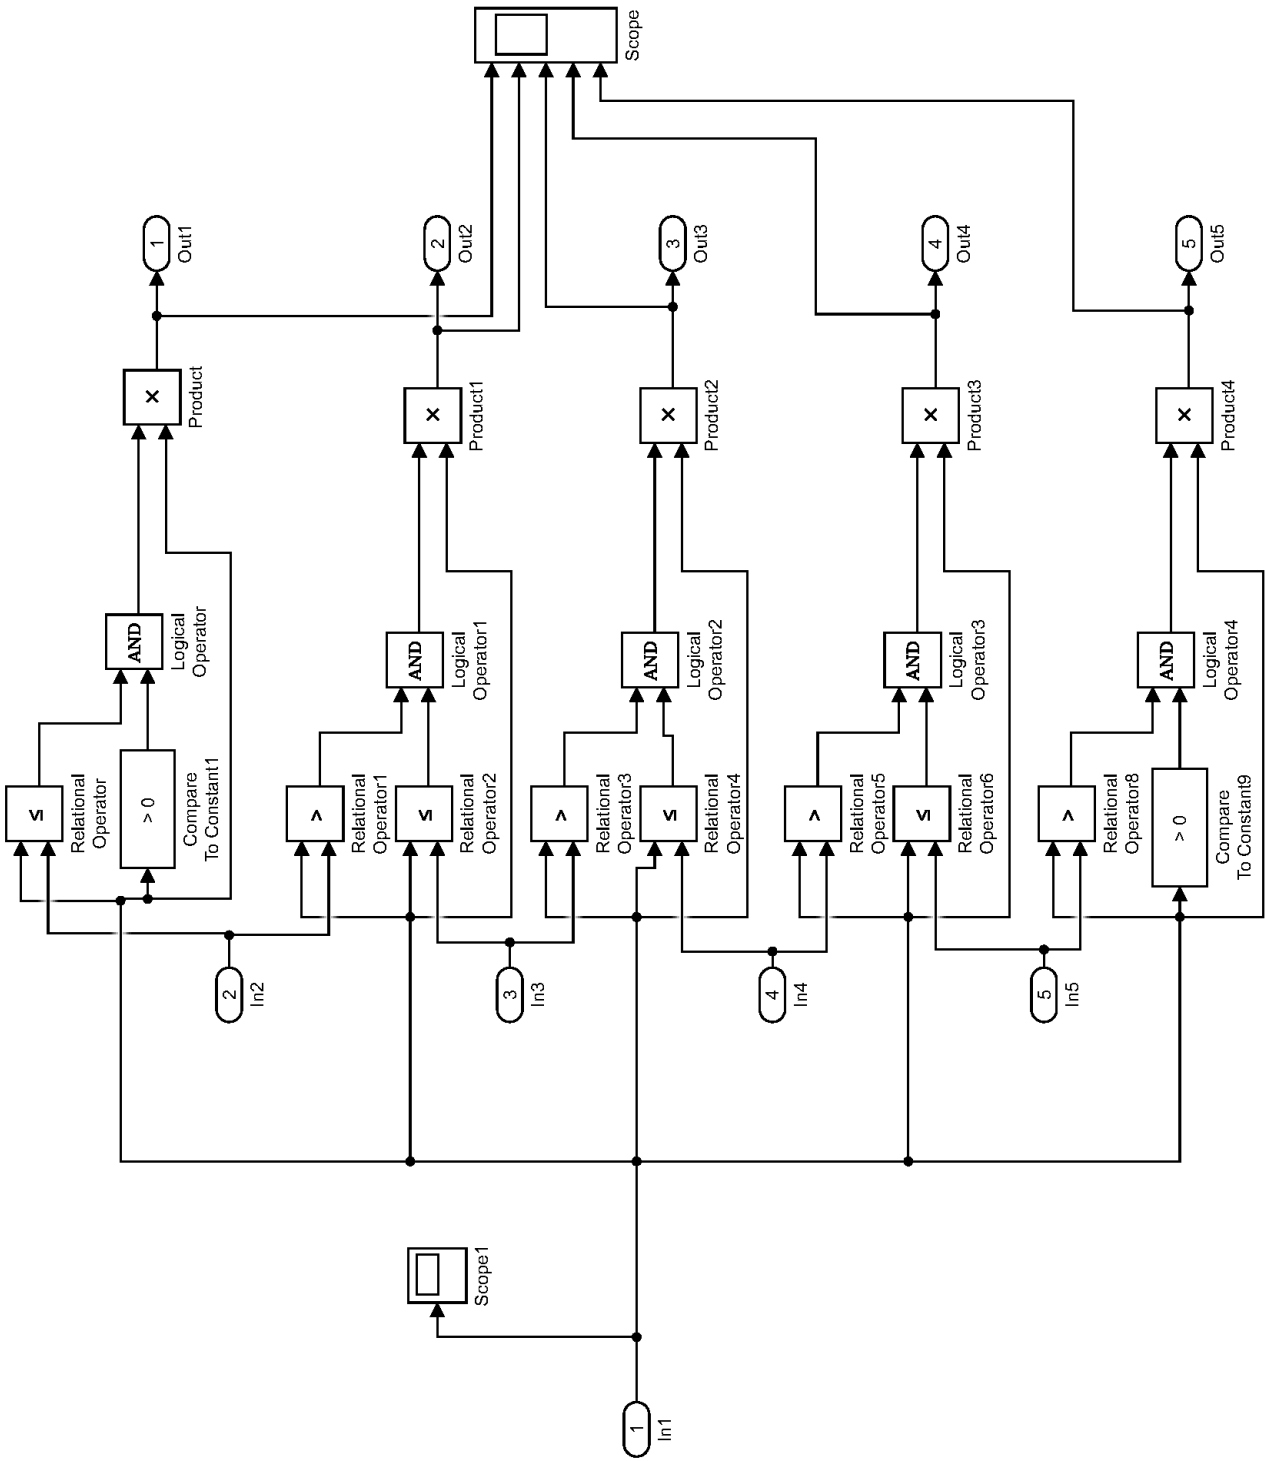 1
In1
Scope1
2
In2
3
In3
4
In4
5
In5
<=
Relational
Operator
> 0
Compare
To Constant1
AND
Logical
Operator
×
Product
1
Out1
>
Relational
Operator1
<=
Relational
Operator2
AND
Logical
Operator1
×
Product1
2
Out2
>
Relational
Operator3
<=
Relational
Operator4
AND
Logical
Operator2
×
Product2
3
Out3
>
Relational
Operator5
<=
Relational
Operator6
AND
Logical
Operator3
×
Product3
4
Out4
>
Relational
Operator8
> 0
Compare
To Constant9
AND
Logical
Operator4
×
Product4
5
Out5
Scope